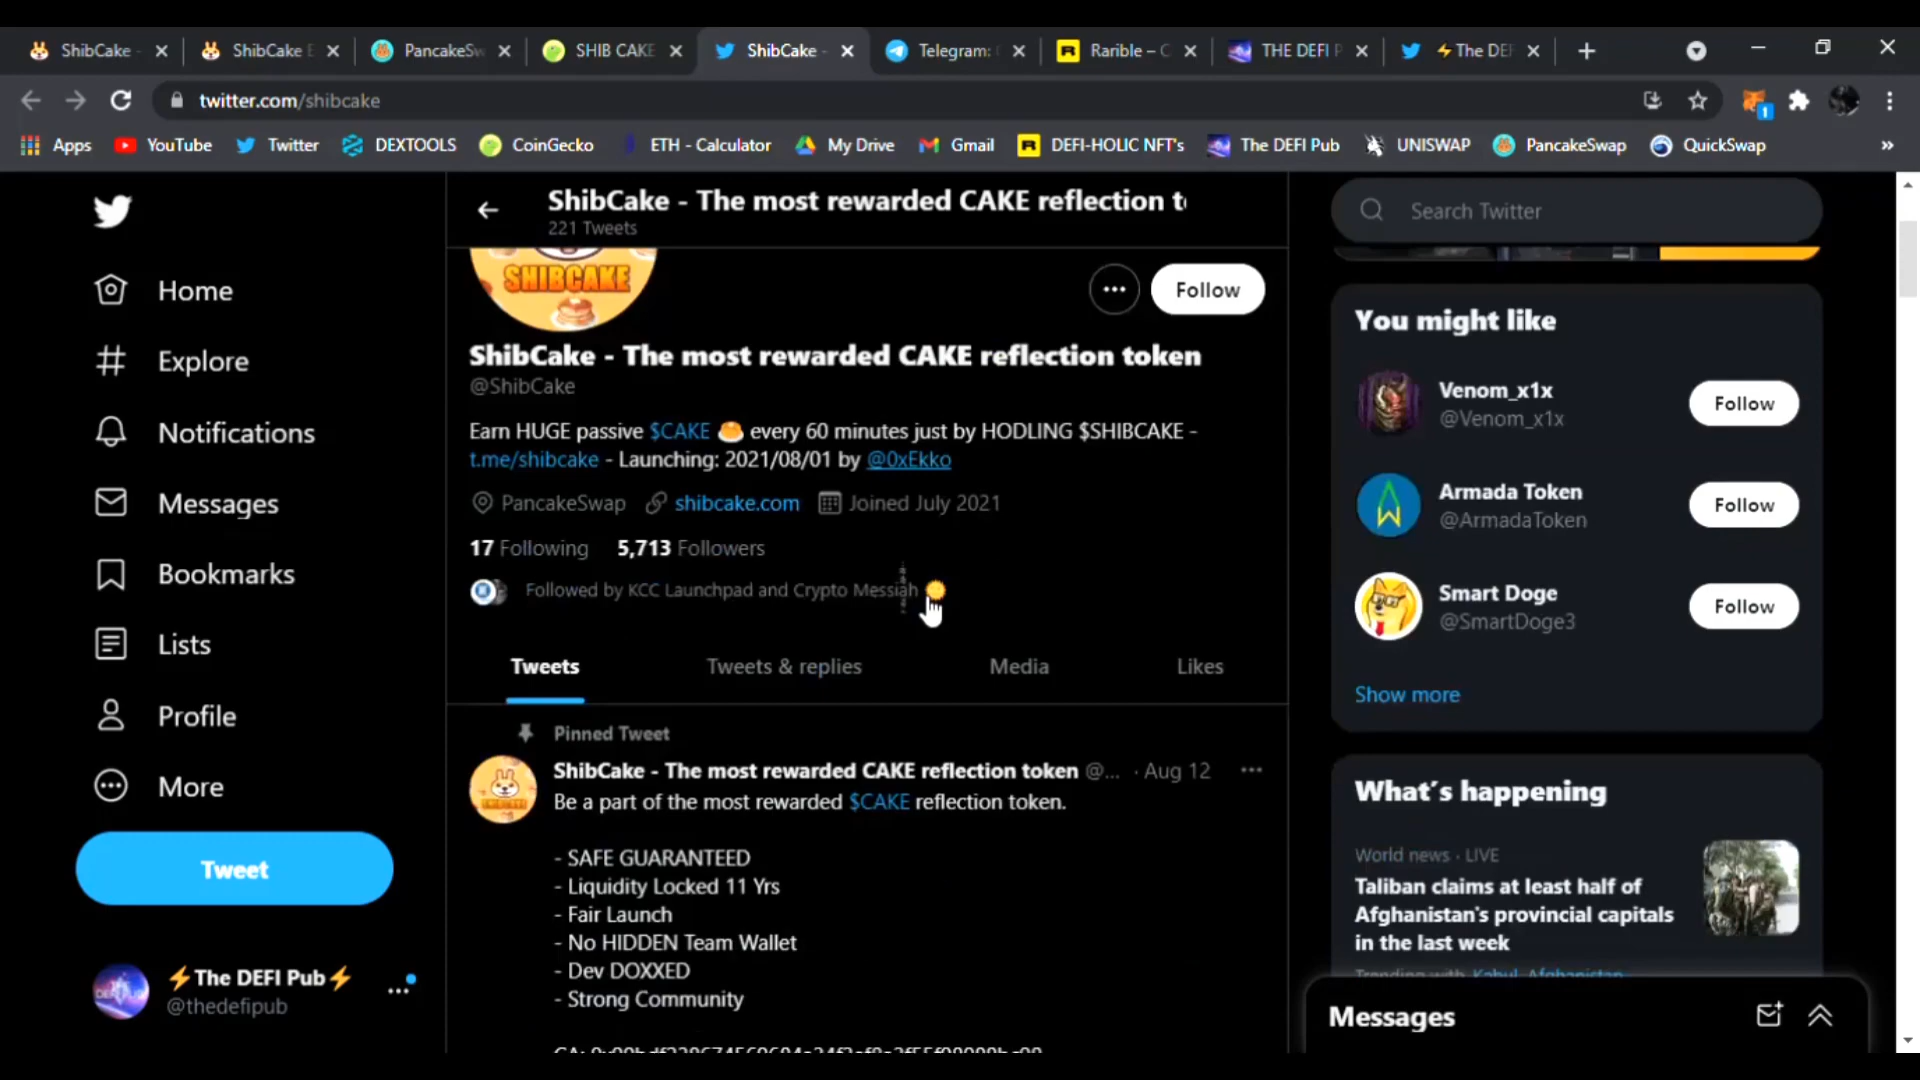 ShibCake -
ShibCake E
PancakeSw
SHIB CAKE
ShibCake -
Telegram:
Rarible – C
THE DEFI P
⚡The DEF
twitter.com/shibcake
1
Apps
YouTube
Twitter
DEXTOOLS
CoinGecko
ETH - Calculator
My Drive
Gmail
DEFI-HOLIC NFT's
The DEFI Pub
UNISWAP
PancakeSwap
QuickSwap
»
Home
Explore
Notifications
Messages
Bookmarks
Lists
Profile
More
Tweet
⚡The DEFI Pub⚡
@thedefipub
ShibCake - The most rewarded CAKE reflection t
221 Tweets
SHIBCAKE
Follow
ShibCake - The most rewarded CAKE reflection token
@ShibCake
Earn HUGE passive $CAKE 🥞 every 60 minutes just by HODLING $SHIBCAKE -
t.me/shibcake - Launching: 2021/08/01 by @0xEkko
PancakeSwap shibcake.com Joined July 2021
17 Following 5,713 Followers
Followed by KCC Launchpad and Crypto Messiah
Tweets
Tweets & replies
Media
Likes
Pinned Tweet
ShibCake - The most rewarded CAKE reflection token @... · Aug 12
Be a part of the most rewarded $CAKE reflection token.
- SAFE GUARANTEED
- Liquidity Locked 11 Yrs
- Fair Launch
- No HIDDEN Team Wallet
- Dev DOXXED
- Strong Community
Search Twitter
You might like
Venom_x1x
@Venom_x1x
Follow
Armada Token
@ArmadaToken
Follow
Smart Doge
@SmartDoge3
Follow
Show more
What's happening
World news · LIVE
Taliban claims at least half of
Afghanistan's provincial capitals
in the last week
Trending with Kabul, Afghanistan
Messages